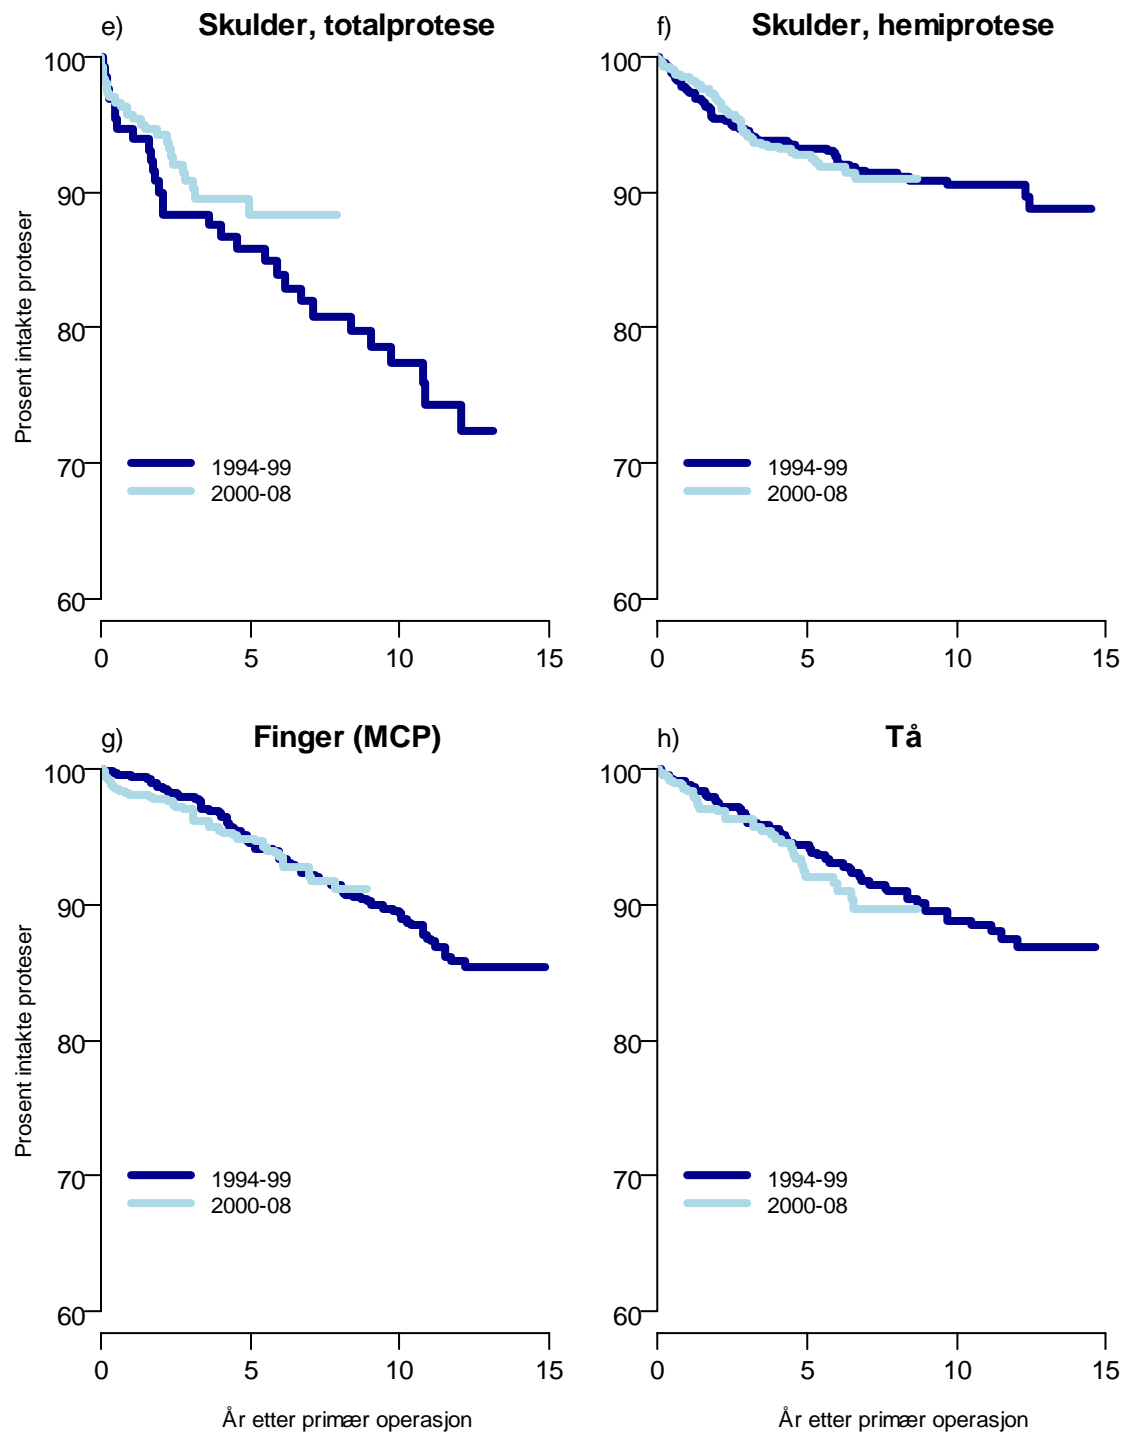 e) Skulder, totalprotese
100
90
80
70
60
Prosent intakte proteser
1994-99
2000-08
0 5 10 15
f) Skulder, hemiprotese
100
90
80
70
60
1994-99
2000-08
0 5 10 15
g) Finger (MCP)
100
90
80
70
60
Prosent intakte proteser
1994-99
2000-08
0 5 10 15
År etter primær operasjon
h) Tå
100
90
80
70
60
1994-99
2000-08
0 5 10 15
År etter primær operasjon